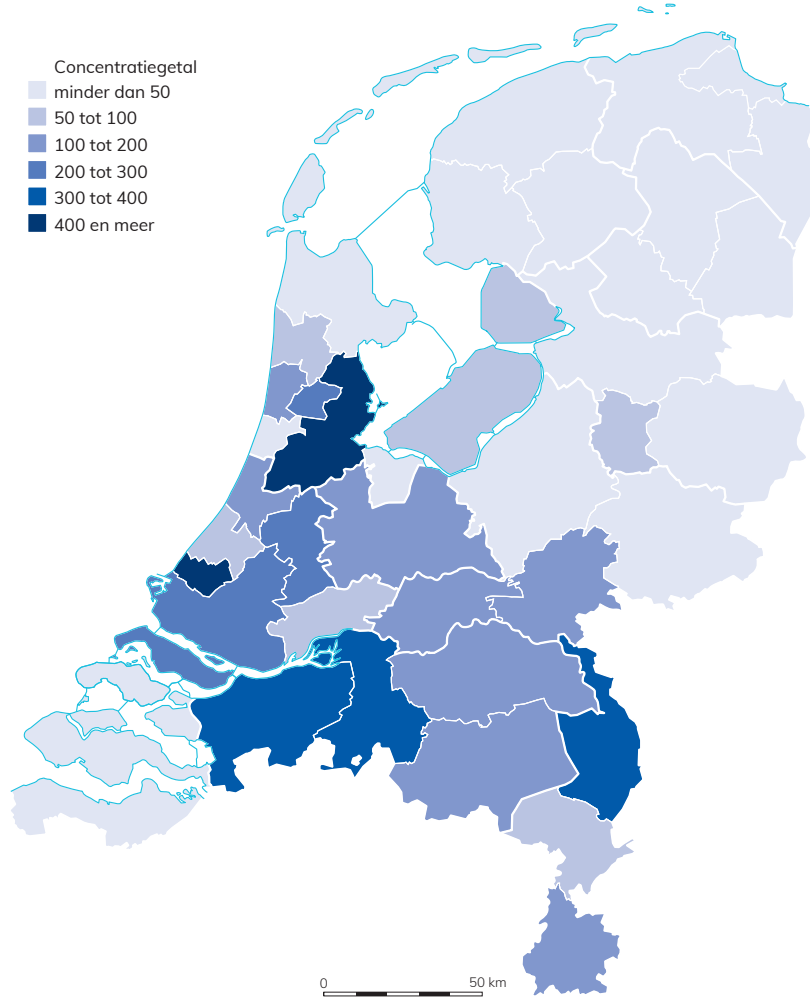 Concentratiegetal
minder dan 50
50 tot 100
100 tot 200
200 tot 300
300 tot 400
400 en meer
0 50 km